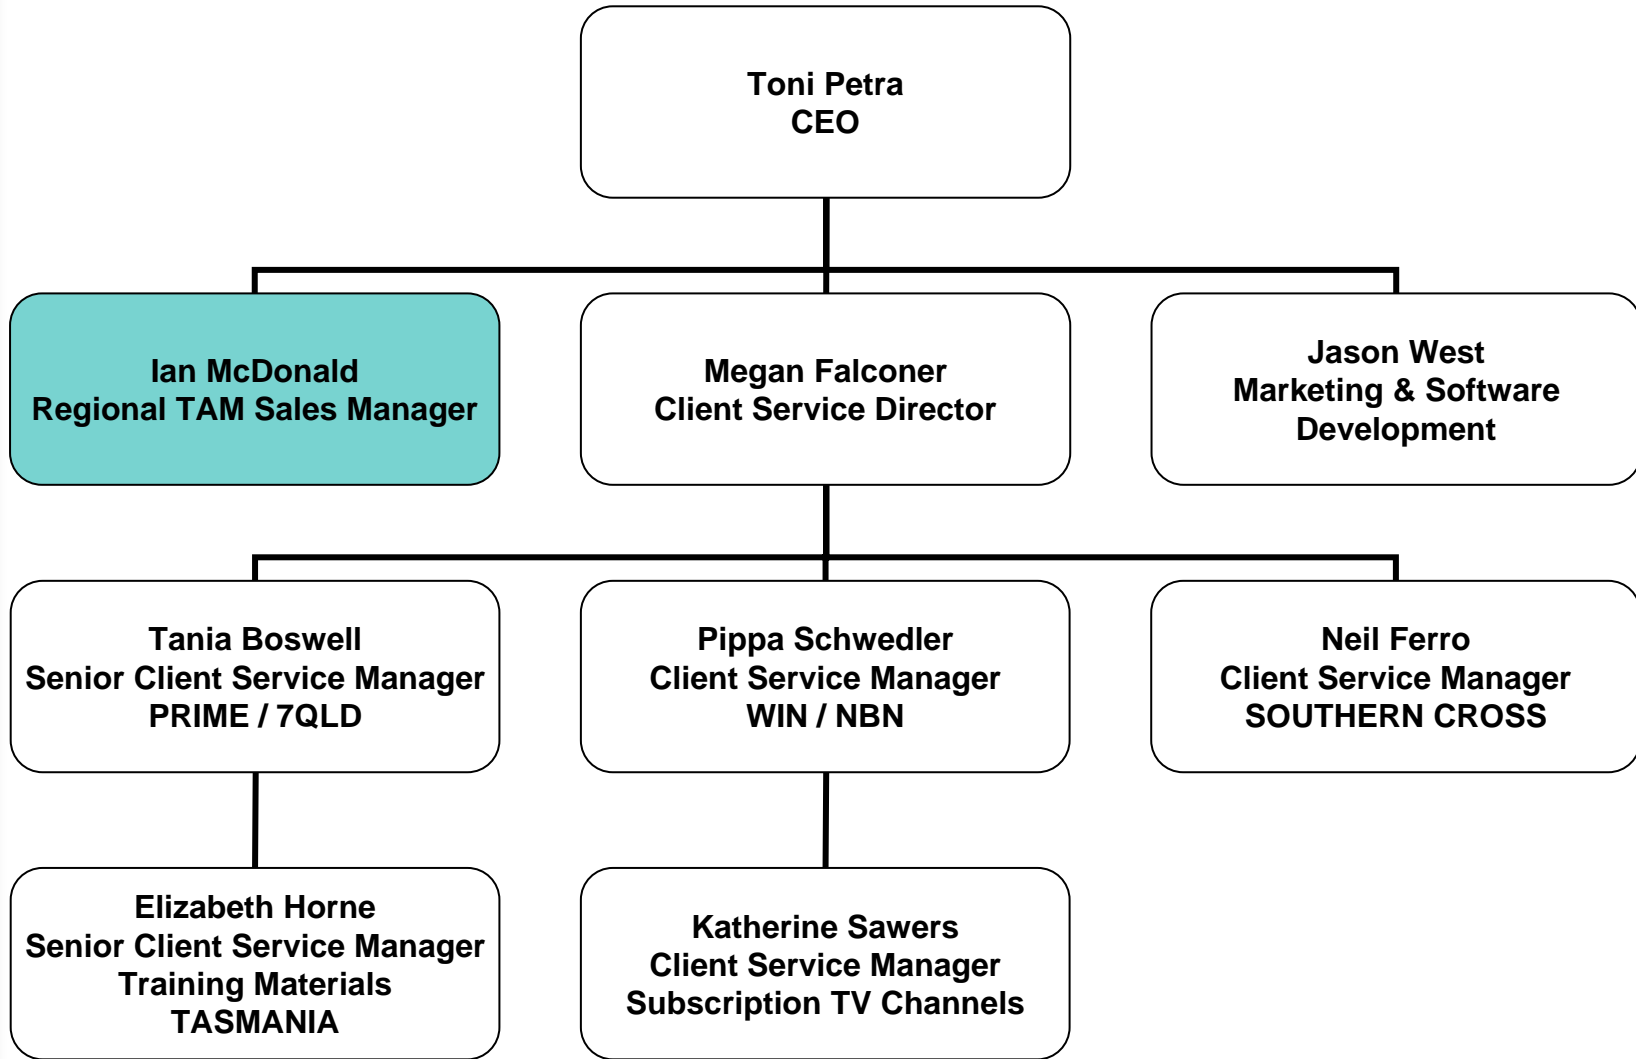 Toni Petra
CEO
Ian McDonald
Regional TAM Sales Manager
Megan Falconer
Client Service Director
Jason West
Marketing & Software
Development
Tania Boswell
Senior Client Service Manager
PRIME / 7QLD
Pippa Schwedler
Client Service Manager
WIN / NBN
Neil Ferro
Client Service Manager
SOUTHERN CROSS
Elizabeth Horne
Senior Client Service Manager
Training Materials
TASMANIA
Katherine Sawers
Client Service Manager
Subscription TV Channels